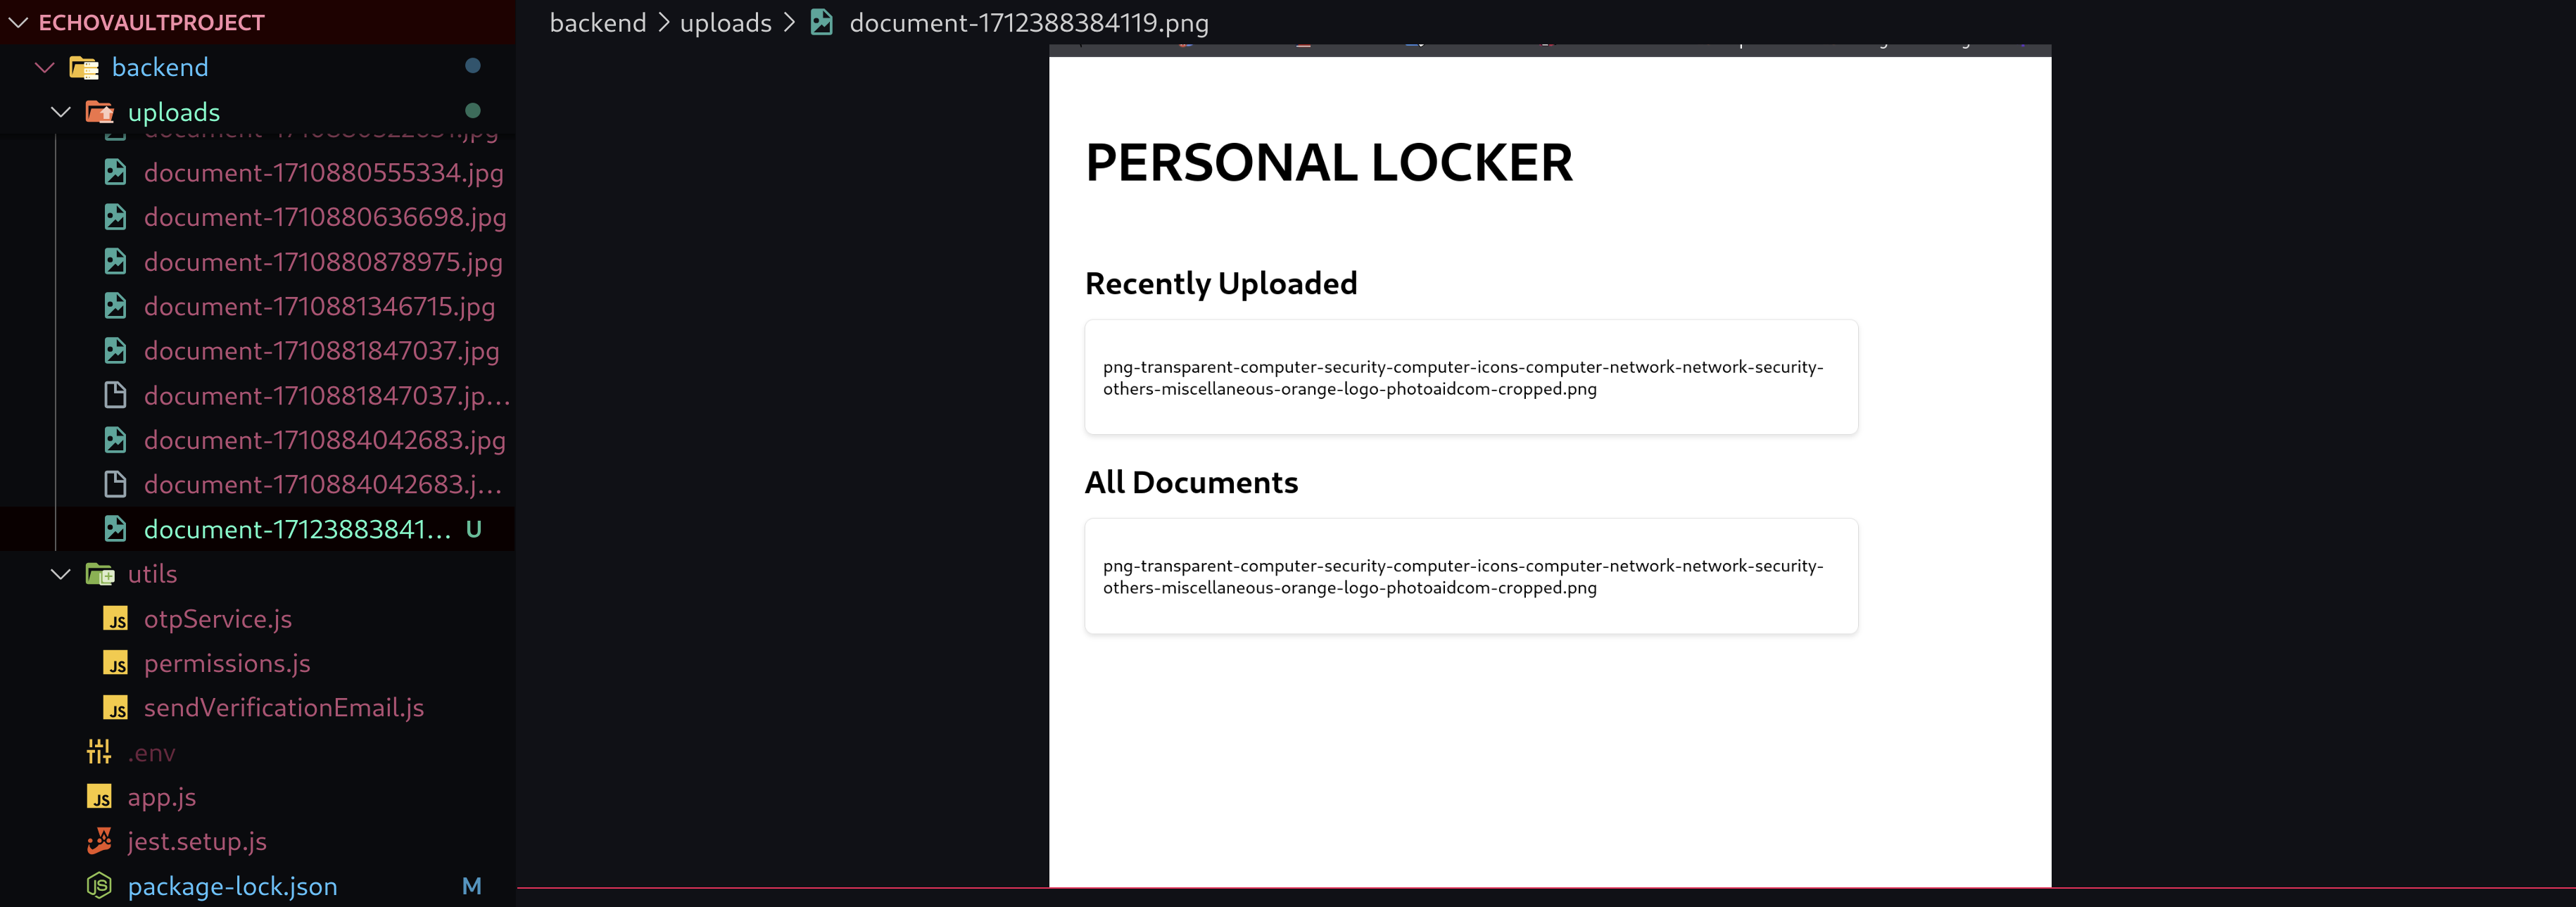 ECHOVAULTPROJECT
backend
uploads
document-1710880555334.jpg
document-1710880636698.jpg
document-1710880878975.jpg
document-1710881346715.jpg
document-1710881847037.jpg
document-1710881847037.jp...
document-1710884042683.jpg
document-1710884042683.j...
document-17123883841... U
utils
otpService.js
permissions.js
sendVerificationEmail.js
.env
app.js
jest.setup.js
package-lock.json M
backend > uploads > document-1712388384119.png
PERSONAL LOCKER
Recently Uploaded
png-transparent-computer-security-computer-icons-computer-network-network-security-
others-miscellaneous-orange-logo-photoaidcom-cropped.png
All Documents
png-transparent-computer-security-computer-icons-computer-network-network-security-
others-miscellaneous-orange-logo-photoaidcom-cropped.png